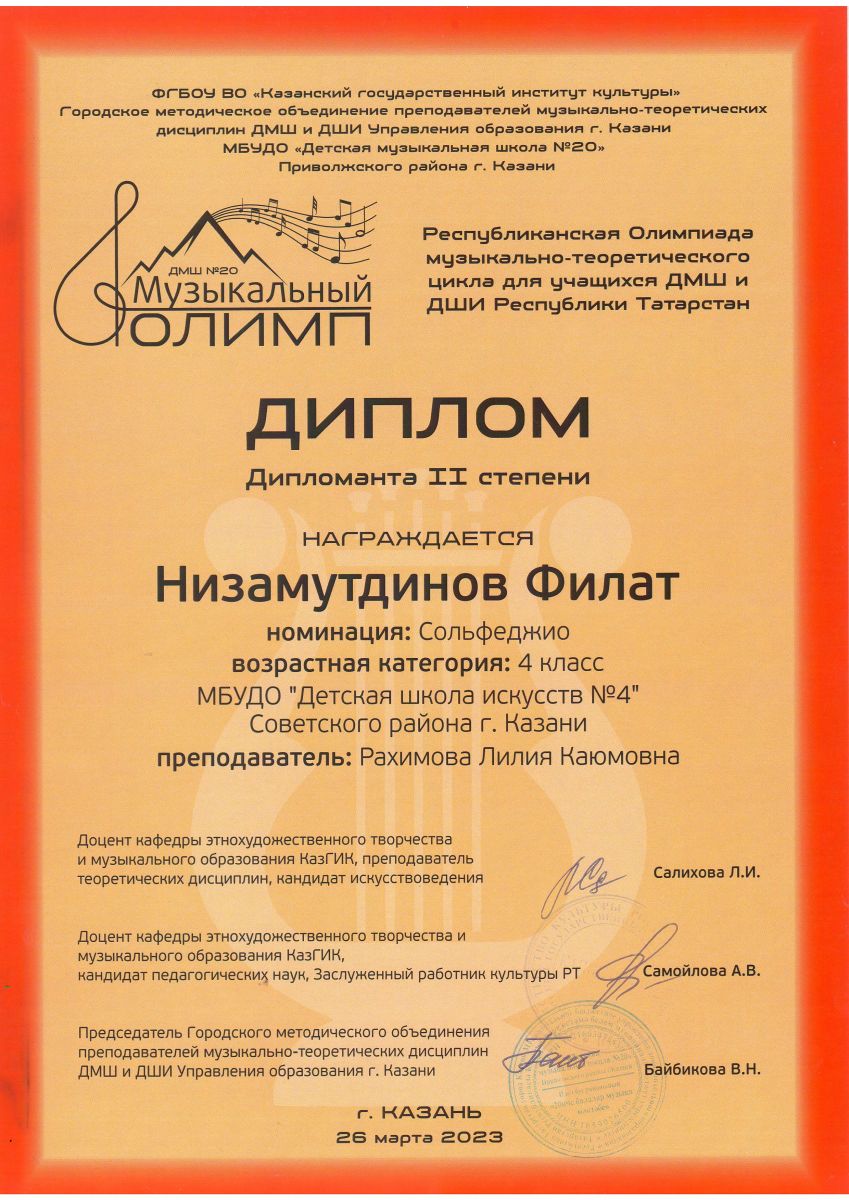 ФГБОУ ВО «Казанский государственный институт культуры»
Городское методическое объединение преподавателей музыкально-теоретических
дисциплин ДМШ и ДШИ Управления образования г. Казани
МБУДО «Детская музыкальная школа №20»
Приволжского района г. Казани
ДМШ №20
Музыкальный
ОЛИМП
Республиканская Олимпиада
музыкально-теоретического
цикла для учащихся ДМШ и
ДШИ Республики Татарстан
ДИПЛОМ
Дипломанта II степени
НАГРАЖДАЕТСЯ
Низамутдинов Филат
номинация: Сольфеджио
возрастная категория: 4 класс
МБУДО "Детская школа искусств №4"
Советского района г. Казани
преподаватель: Рахимова Лилия Каюмовна
Доцент кафедры этнохудожественного творчества
и музыкального образования КазГИК, преподаватель
теоретических дисциплин, кандидат искусствоведения
Салихова Л.И.
Доцент кафедры этнохудожественного творчества и
музыкального образования КазГИК,
кандидат педагогических наук, Заслуженный работник культуры РТ
Самойлова А.В.
Председатель Городского методического объединения
преподавателей музыкально-теоретических дисциплин
ДМШ и ДШИ Управления образования г. Казани
Байбикова В.Н.
г. КАЗАНЬ
26 марта 2023